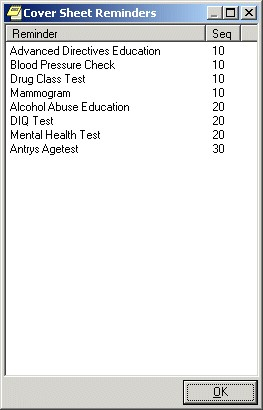 Cover Sheet Reminders
Reminder Seq
Advanced Directives Education 10
Blood Pressure Check 10
Drug Class Test 10
Mammogram 10
Alcohol Abuse Education 20
DIQ Test 20
Mental Health Test 20
Antrys Agetest 30
OK